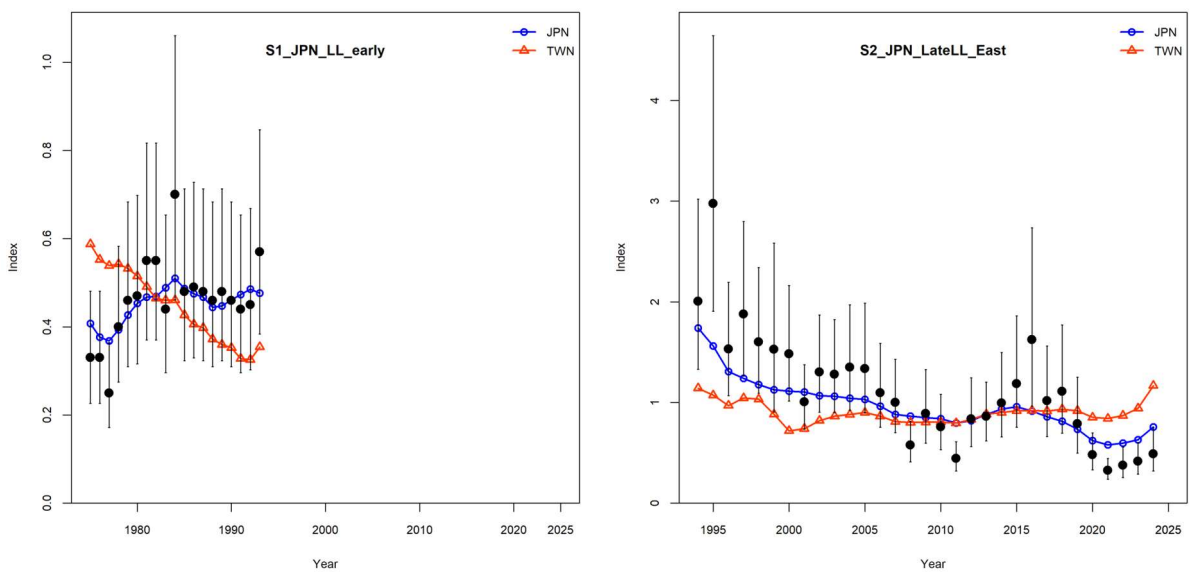 S1_JPN_LL_early
JPN
TWN
Index
0.0
0.2
0.4
0.6
0.8
1.0
1980 1990 2000 2010 2020 2025
Year
S2_JPN_LateLL_East
JPN
TWN
Index
0
1
2
3
4
1995 2000 2005 2010 2015 2020 2025
Year